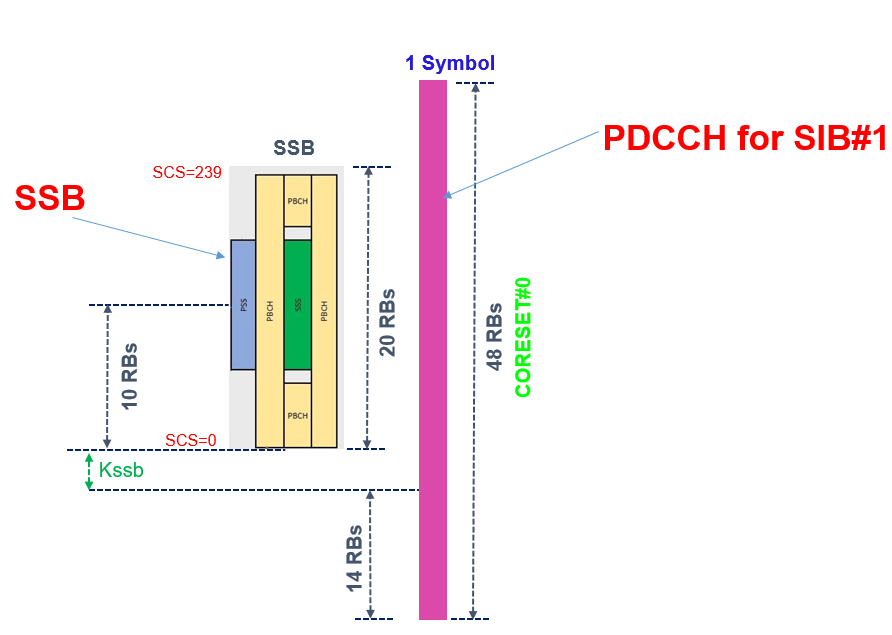 1 Symbol
PDCCH for SIB#1
SSB
SCS=239
SSB
PBCH
PSS
PBCH
SSS
PBCH
20 RBs
48 RBs
CORESET#0
10 RBs
PBCH
SCS=0
Kssb
14 RBs